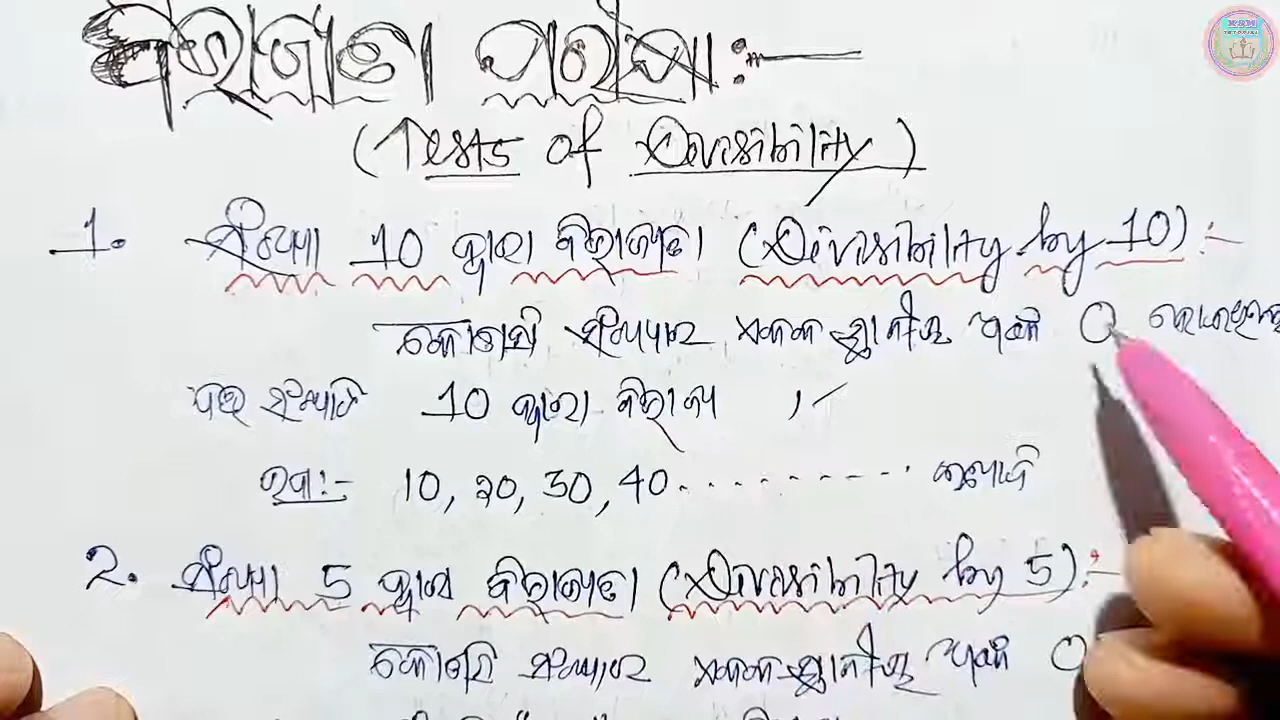 ବିଭାଜ୍ୟତା ପରୀକ୍ଷା :—
(Tests of Divisibility)
1. ସଂଖ୍ୟା 10 ଦ୍ୱାରା ବିଭାଜ୍ୟତା (Divisibility by 10) :-
କୌଣସି ସଂଖ୍ୟାର ଏକକ ସ୍ଥାନୀୟ ଅଙ୍କ 0
ସଂଖ୍ୟାଟି 10 ଦ୍ୱାରା ବିଭାଜ୍ୟ ।
ଉଦା:- 10, 20, 30, 40.......... ଇତ୍ୟାଦି
2. ସଂଖ୍ୟା 5 ଦ୍ୱାରା ବିଭାଜ୍ୟତା (Divisibility by 5) :-
କୌଣସି ସଂଖ୍ୟାର ଏକକ ସ୍ଥାନୀୟ ଅଙ୍କ 0